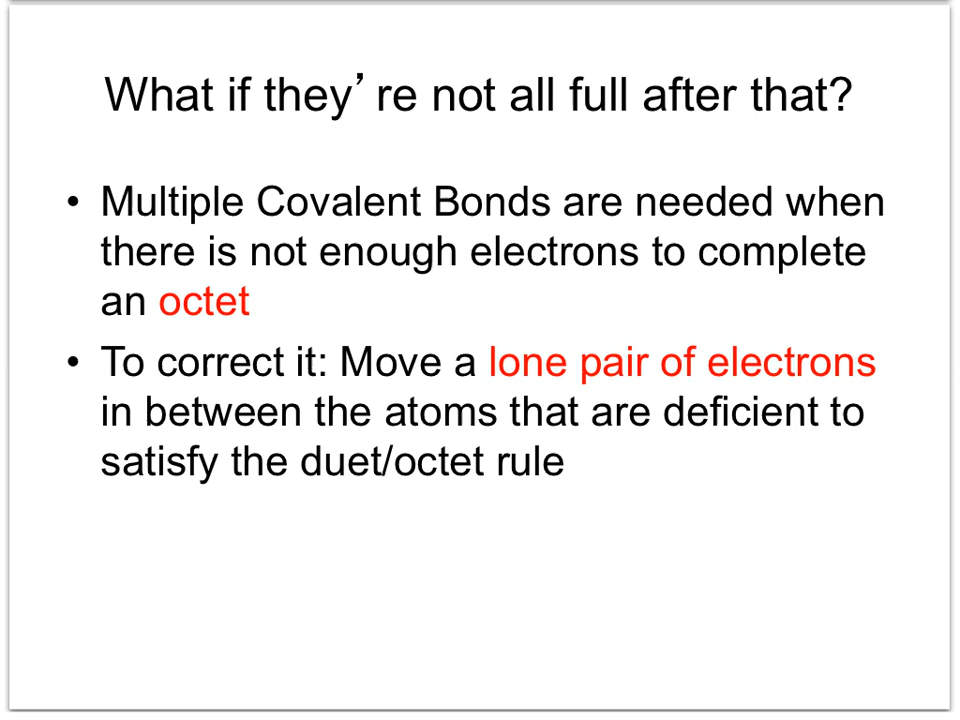 What if they’re not all full after that?
• Multiple Covalent Bonds are needed when
there is not enough electrons to complete
an octet
• To correct it: Move a lone pair of electrons
in between the atoms that are deficient to
satisfy the duet/octet rule